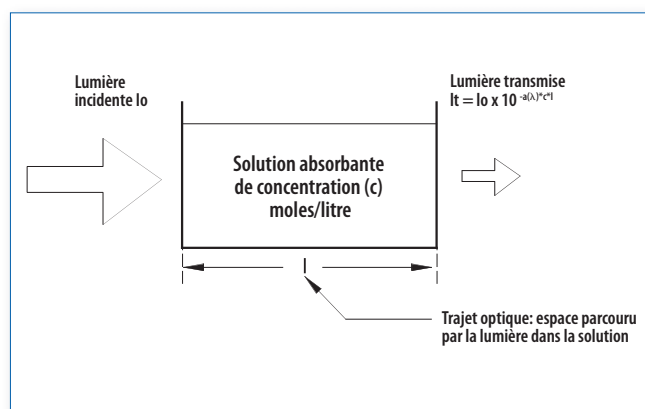 Lumière
incidente Io
Lumière transmise
It = Io x 10 -a(λ)*c*l
Solution absorbante
de concentration (c)
moles/litre
l
Trajet optique: espace parcouru
par la lumière dans la solution